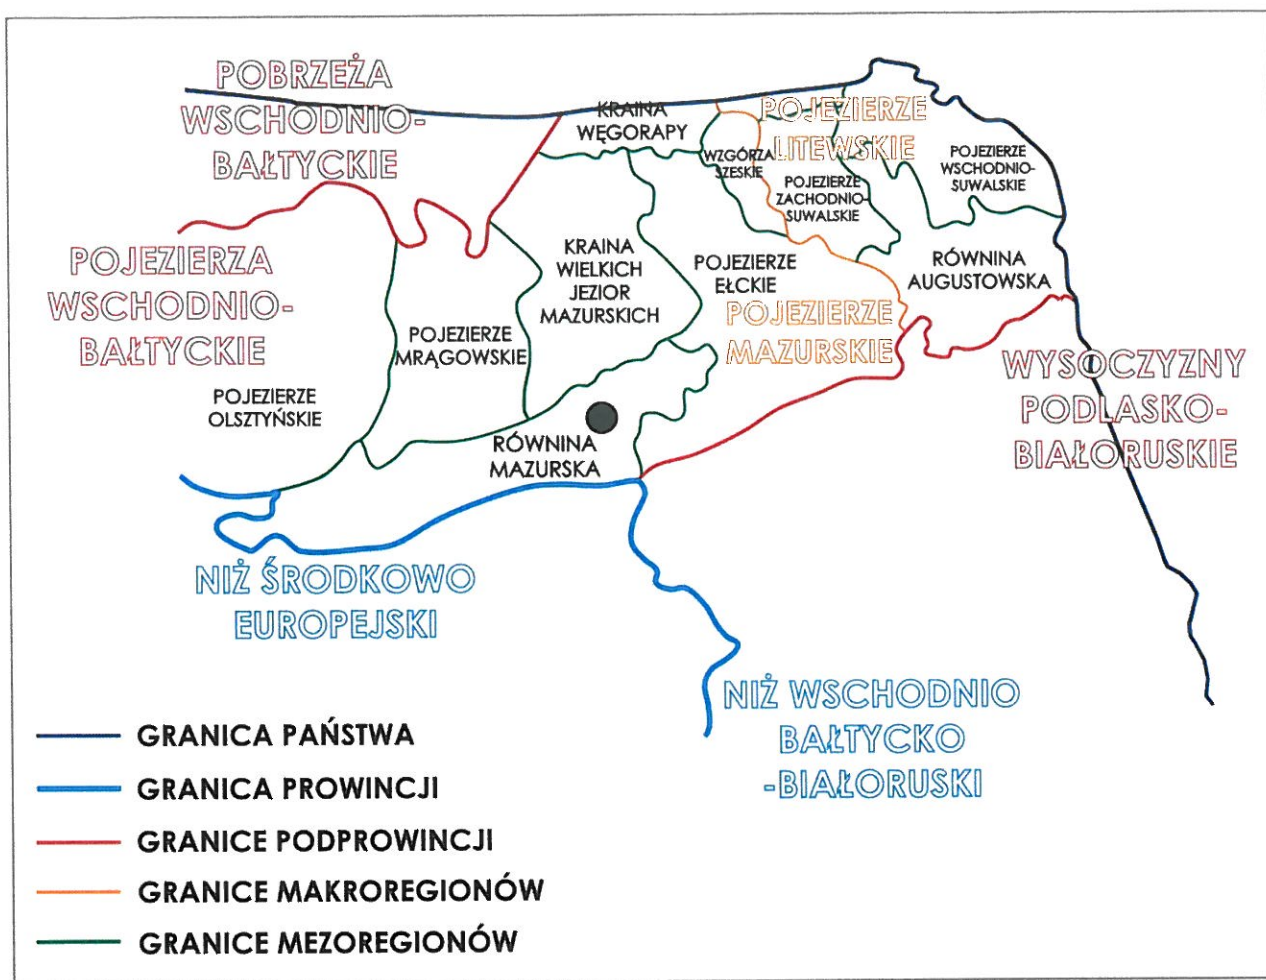 POBRZEŻA
WSCHODNIO-
BAŁTYCKIE
KRAINA
WĘGORAPY
POJEZIERZE
LITEWSKIE
WZGÓRZA
SZESKIE
POJEZIERZE
ZACHODNIO-
SUWALSKIE
POJEZIERZE
WSCHODNIO-
SUWALSKIE
POJEZIERZA
WSCHODNIO-
BAŁTYCKIE
KRAINA
WIELKICH
JEZIOR
MAZURSKICH
POJEZIERZE
EŁCKIE
RÓWNINA
AUGUSTOWSKA
POJEZIERZE
MAZURSKIE
POJEZIERZE
MRĄGOWSKIE
POJEZIERZE
OLSZTYŃSKIE
WYSOCZYZNY
PODLASKO-
BIAŁORUSKIE
RÓWNINA
MAZURSKA
NIŻ ŚRODKOWO
EUROPEJSKI
NIŻ WSCHODNIO
BAŁTYCKO
-BIAŁORUSKI
GRANICA PAŃSTWA
GRANICA PROWINCJI
GRANICE PODPROWINCJI
GRANICE MAKROREGIONÓW
GRANICE MEZOREGIONÓW